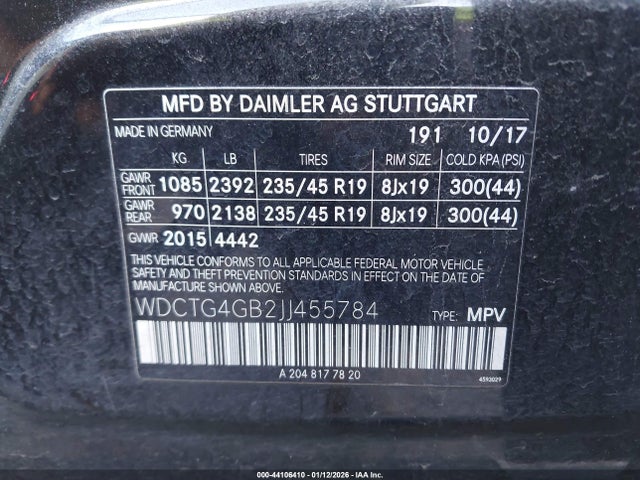 MFD BY DAIMLER AG STUTTGART
MADE IN GERMANY 191 10/17
KG LB TIRES RIM SIZE COLD KPA (PSI)
GAWR FRONT 1085 2392 235/45 R19 8Jx19 300(44)
GAWR REAR 970 2138 235/45 R19 8Jx19 300(44)
GVWR 2015 4442
THIS VEHICLE CONFORMS TO ALL APPLICABLE FEDERAL MOTOR VEHICLE
SAFETY, BUMPER, AND THEFT PREVENTION STANDARDS IN EFFECT ON THE DATE
OF MANUFACTURE SHOWN ABOVE.
WDCTG4GB2JJ455784 TYPE: MPV
A 204 817 78 20
4593029
000-44106410 - 01/12/2026 - IAA Corp.